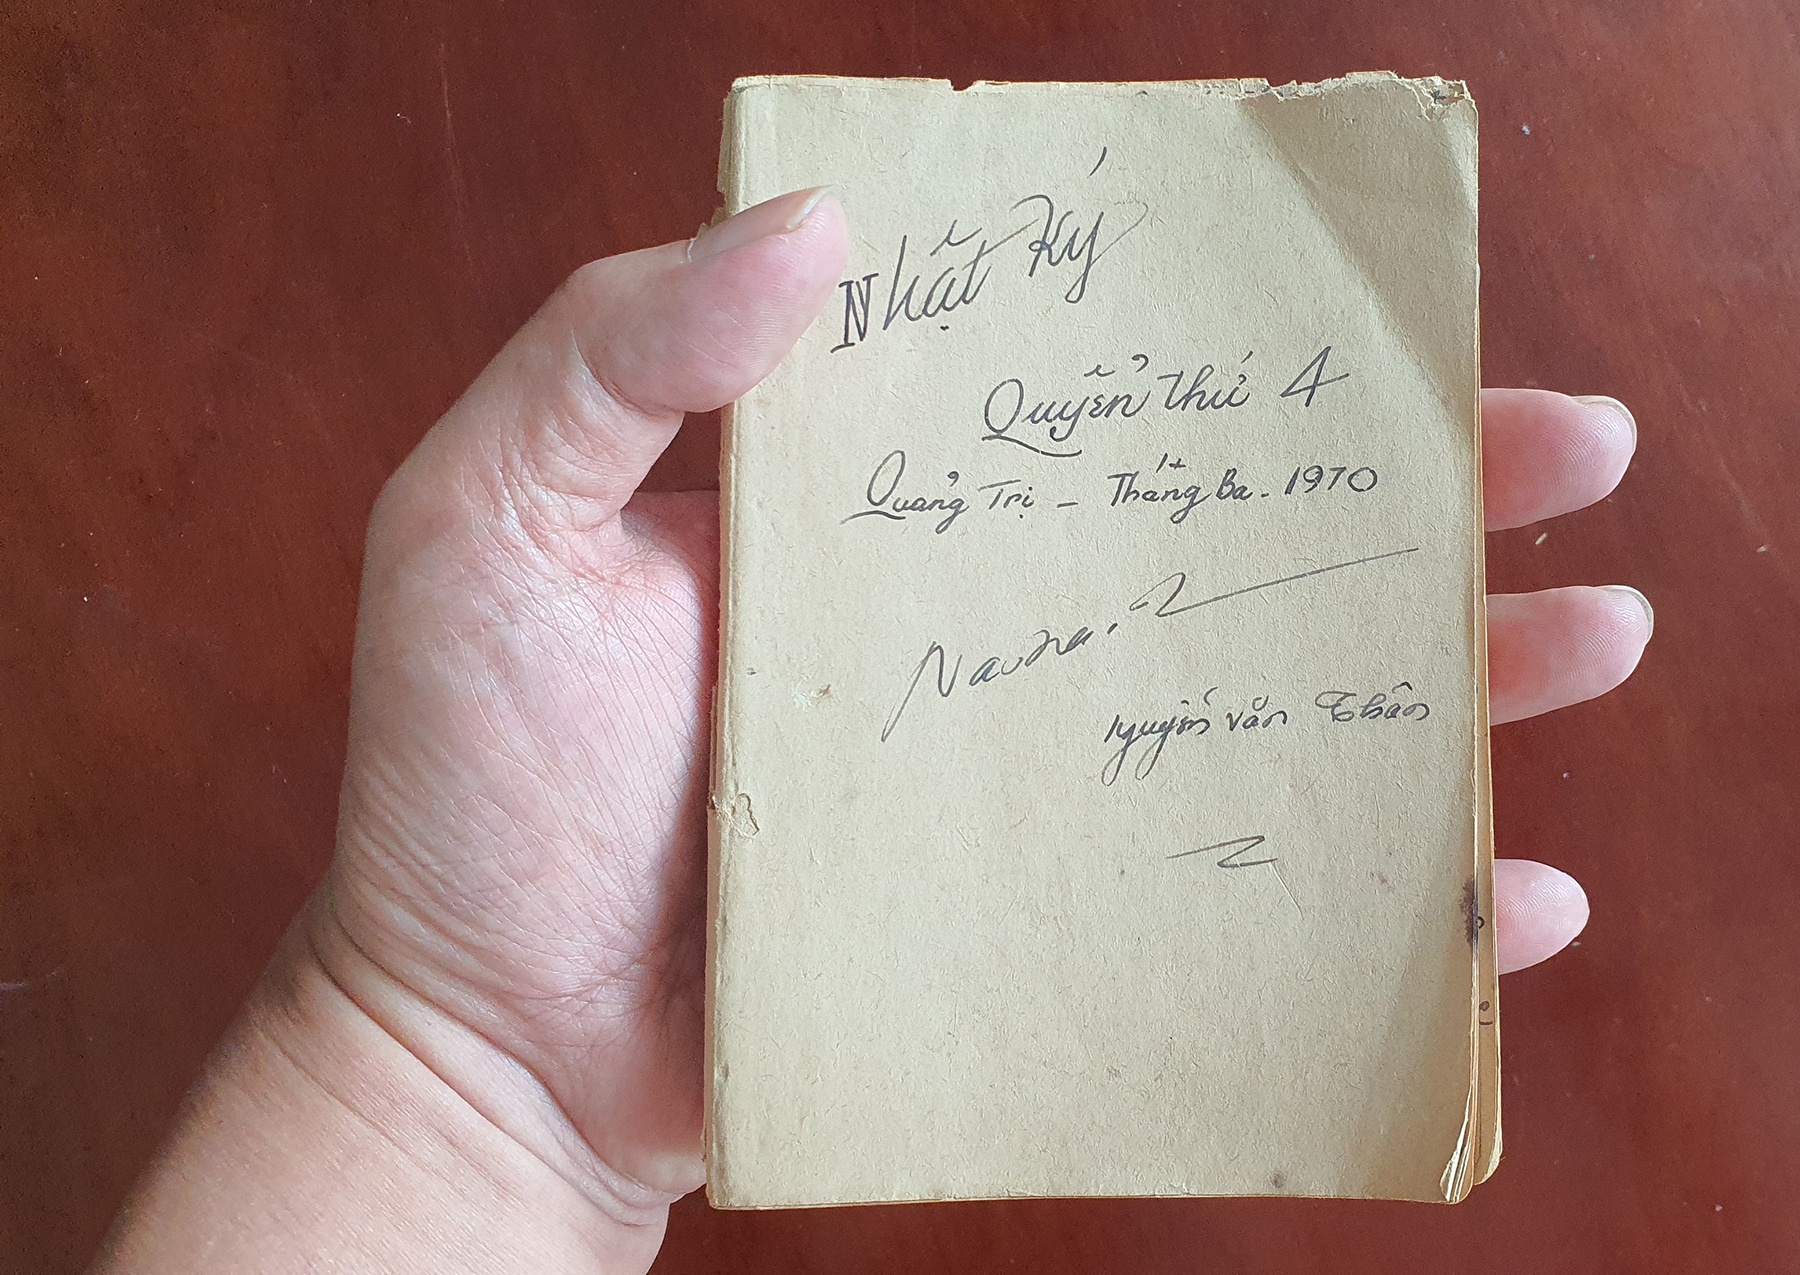 Nhật Ký
Quyển thứ 4
Quảng Trị - Tháng Ba. 1970
Nguyễn Văn Thân